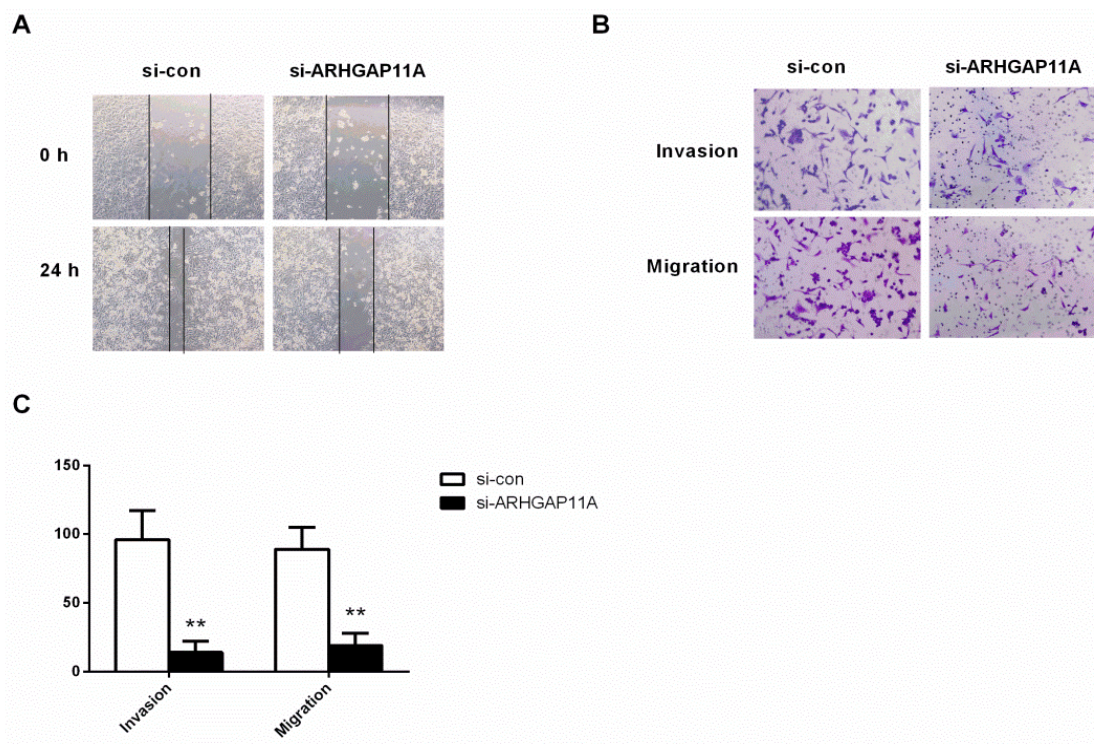 A
si-con si-ARHGAP11A
0 h
24 h
B
si-con si-ARHGAP11A
Invasion
Migration
C
150
100
50
0
** **
Invasion Migration
si-con
si-ARHGAP11A